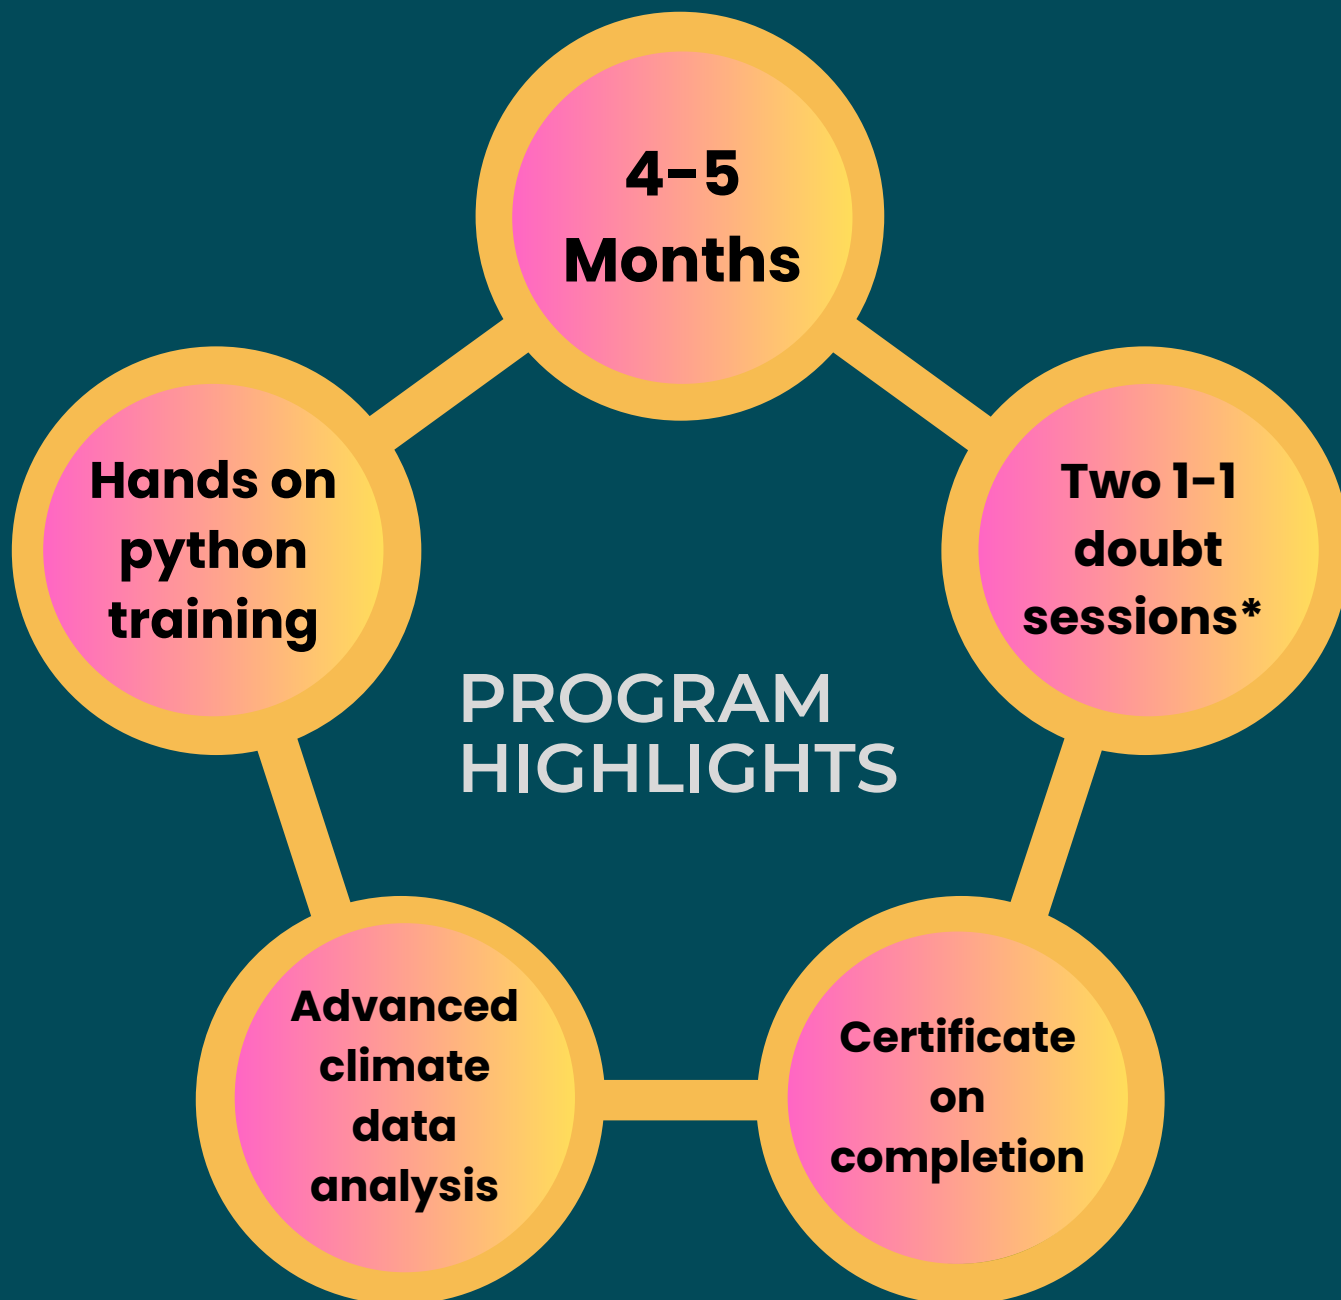 4-5
Months
Hands on
python
training
Two 1-1
doubt
sessions*
PROGRAM
HIGHLIGHTS
Advanced
climate
data
analysis
Certificate
on
completion